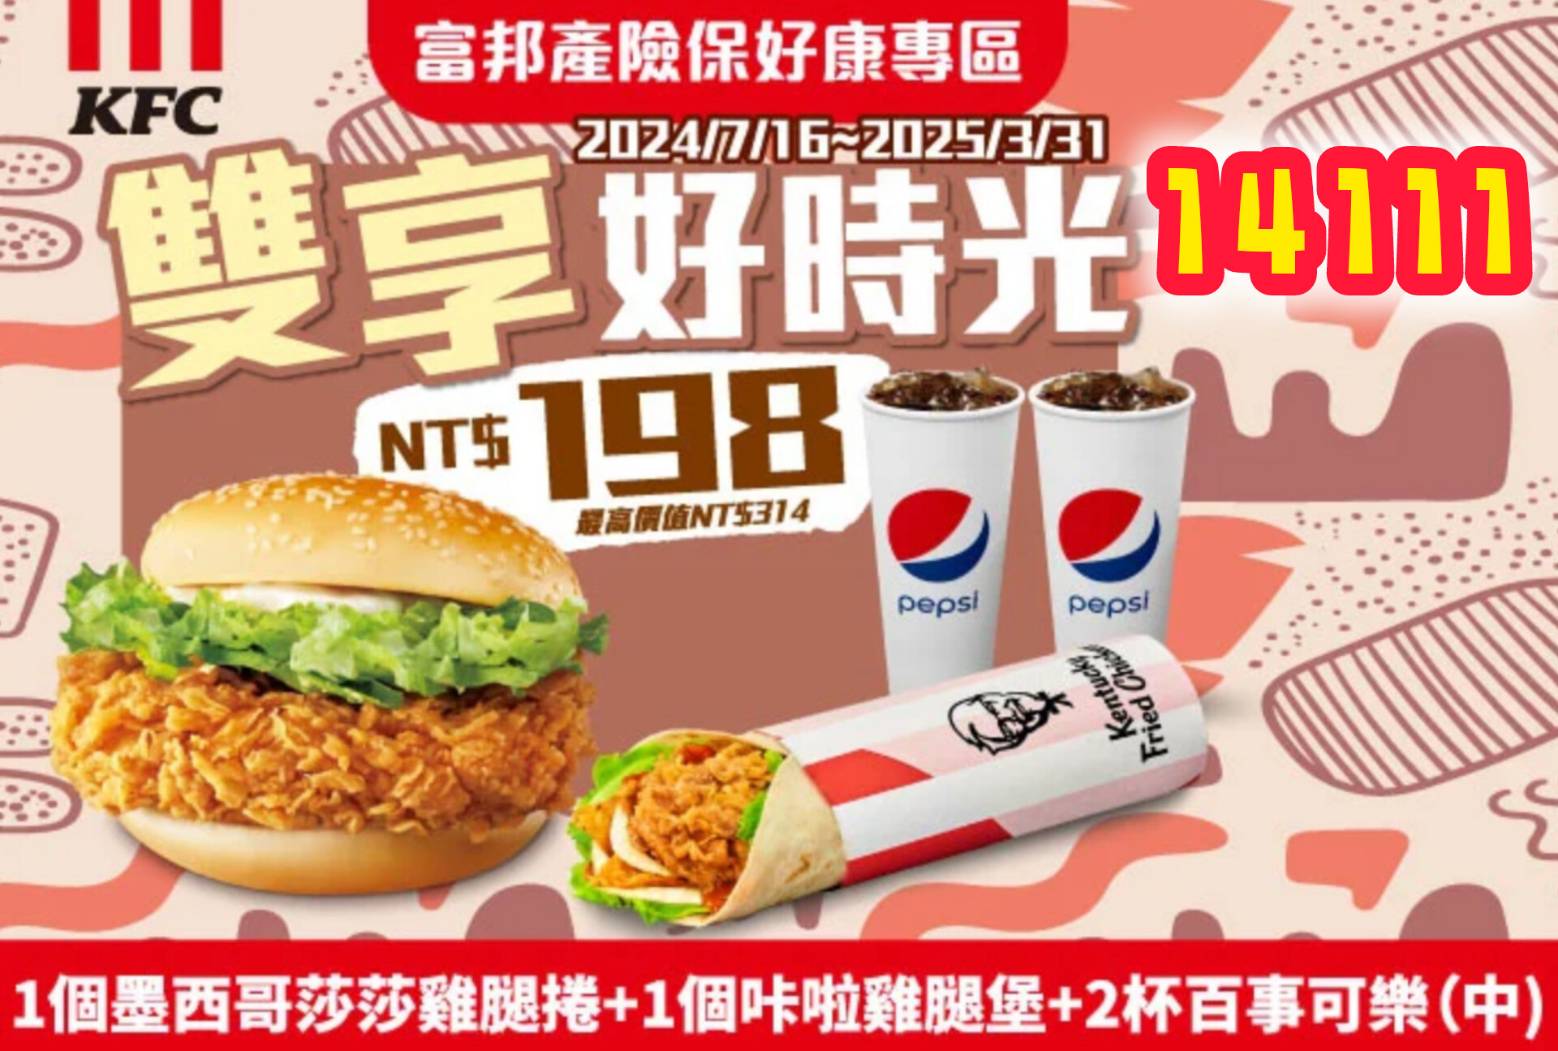 富邦產險保好康專區
KFC
2024/7/16~2025/3/31
雙享好時光
14111
NT$198
最高價值NT$314
pepsi
pepsi
Kentucky
Fried Chicken
1個墨西哥莎莎雞腿捲+1個咔啦雞腿堡+2杯百事可樂(中)